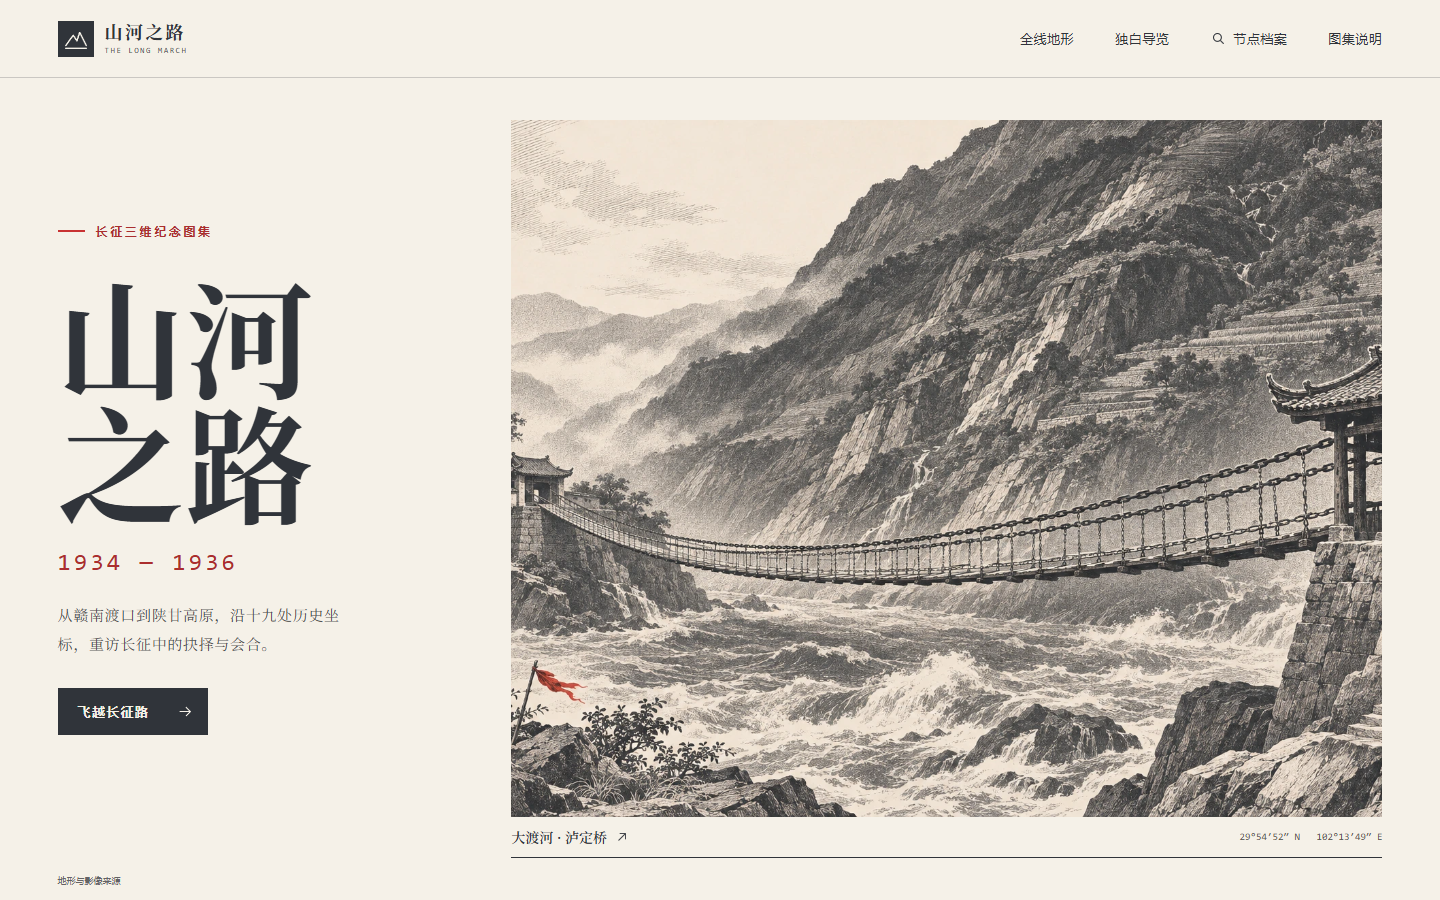 山河之路
THE LONG MARCH
全线地形
独白导览
节点档案
图集说明
长征三维纪念图集
山河
之路
1934 — 1936
从赣南渡口到陕甘高原，沿十九处历史坐
标，重访长征中的抉择与会合。
飞越长征路 →
大渡河 · 泸定桥 ↗
29°54′52″ N 102°13′49″ E
地形与影像来源